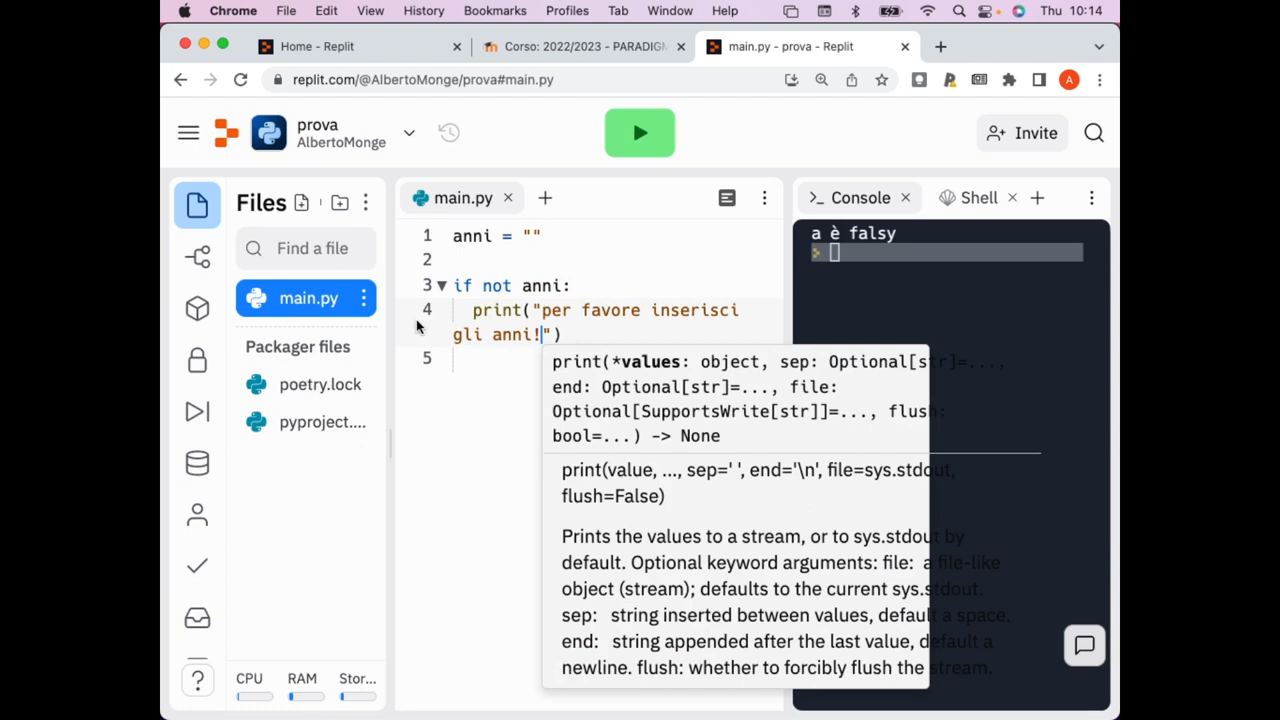 Chrome File Edit View History Bookmarks Profiles Tab Window Help Thu 10:14
Home - Replit Corso: 2022/2023 - PARADIGM main.py - prova - Replit
replit.com/@AlbertoMonge/prova#main.py A
prova
AlbertoMonge
Invite
Files
Find a file
main.py
Packager files
poetry.lock
pyproject....
CPU RAM Stor...
main.py
1 anni = ""
2
3 if not anni:
4 print("per favore inserisci
gli anni!")
5
print(*values: object, sep: Optional[str]=...,
end: Optional[str]=..., file:
Optional[SupportsWrite[str]]=..., flush:
bool=...) -> None
print(value, ..., sep=' ', end='\n', file=sys.stdout,
flush=False)
Prints the values to a stream, or to sys.stdout by
default. Optional keyword arguments: file: a file-like
object (stream); defaults to the current sys.stdout.
sep: string inserted between values, default a space.
end: string appended after the last value, default a
newline. flush: whether to forcibly flush the stream.
Console Shell
a è falsy
>